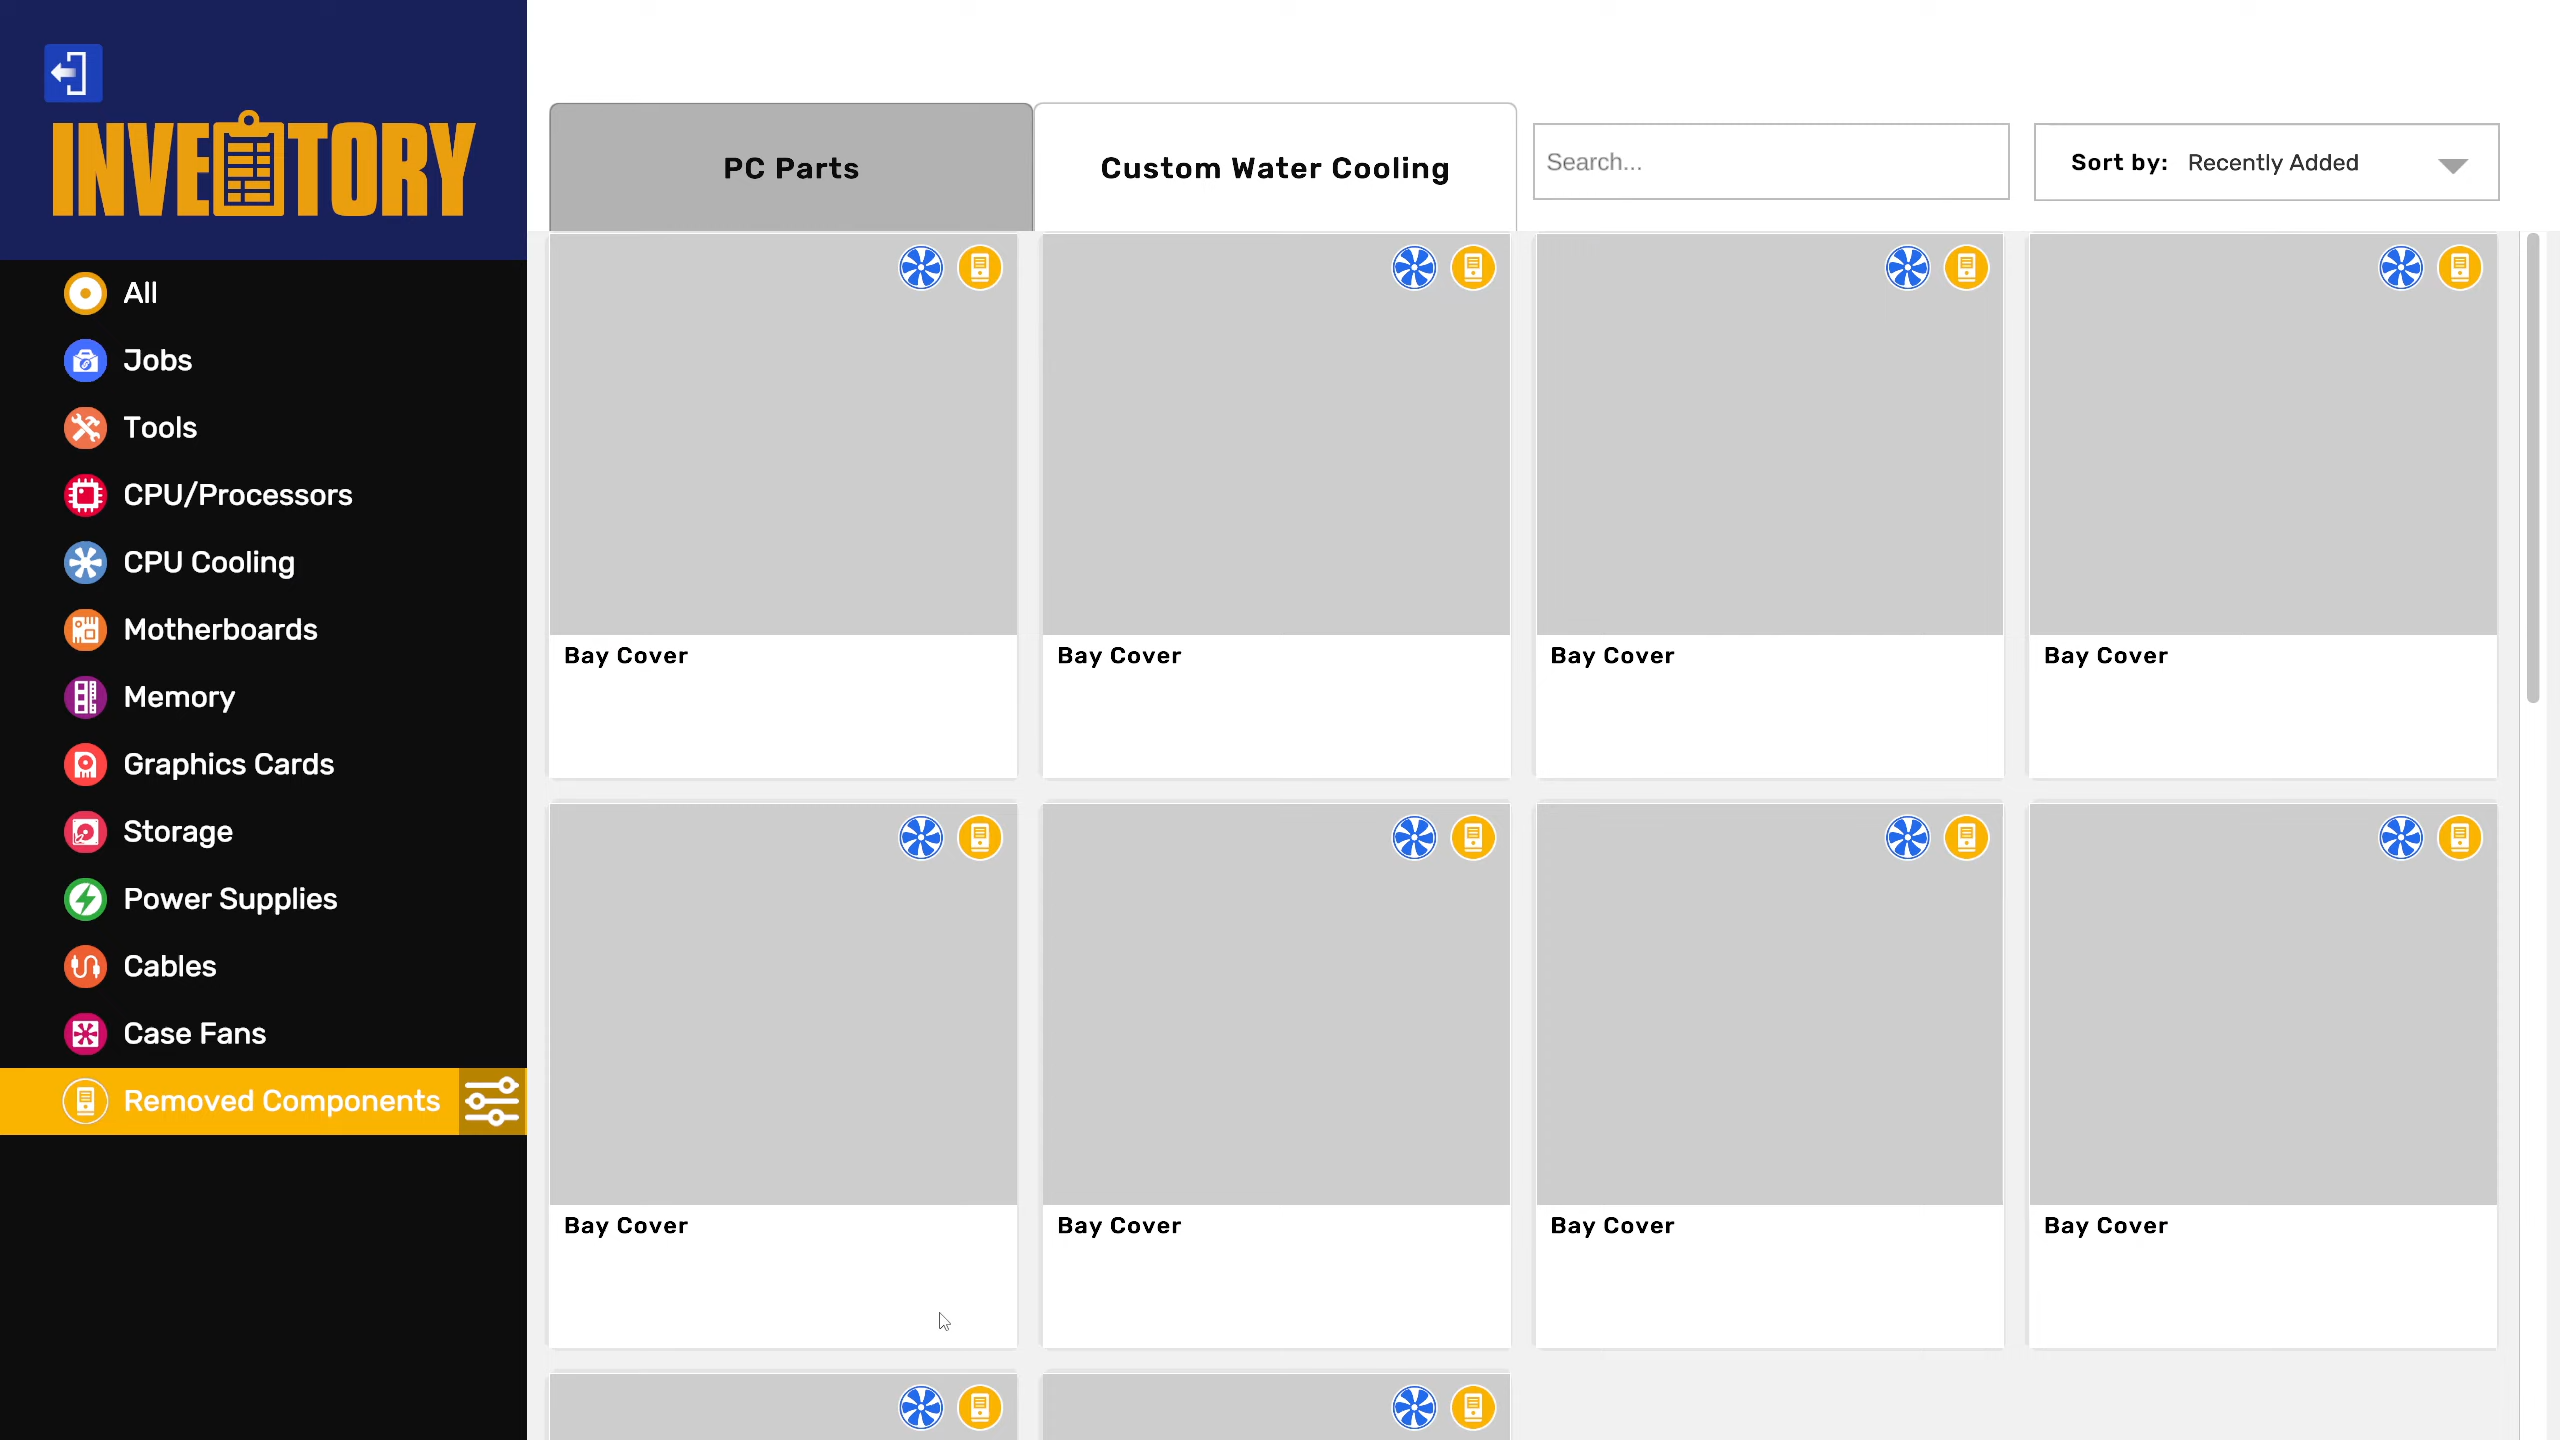 INVENTORY
PC Parts
Custom Water Cooling
Search...
Sort by: Recently Added
All
Jobs
Tools
CPU/Processors
CPU Cooling
Motherboards
Memory
Graphics Cards
Storage
Power Supplies
Cables
Case Fans
Removed Components
Bay Cover
Bay Cover
Bay Cover
Bay Cover
Bay Cover
Bay Cover
Bay Cover
Bay Cover